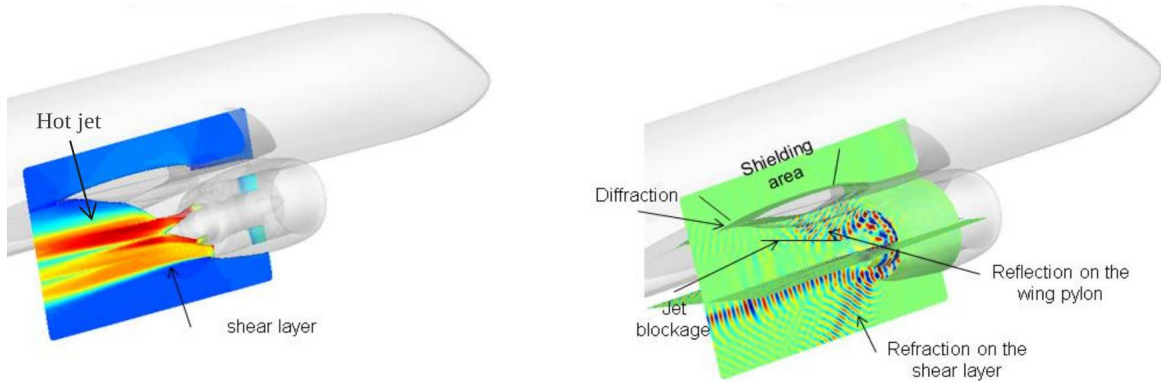 Hot jet
shear layer
Shielding
area
Diffraction
Jet
blockage
Reflection on the
wing pylon
Refraction on the
shear layer